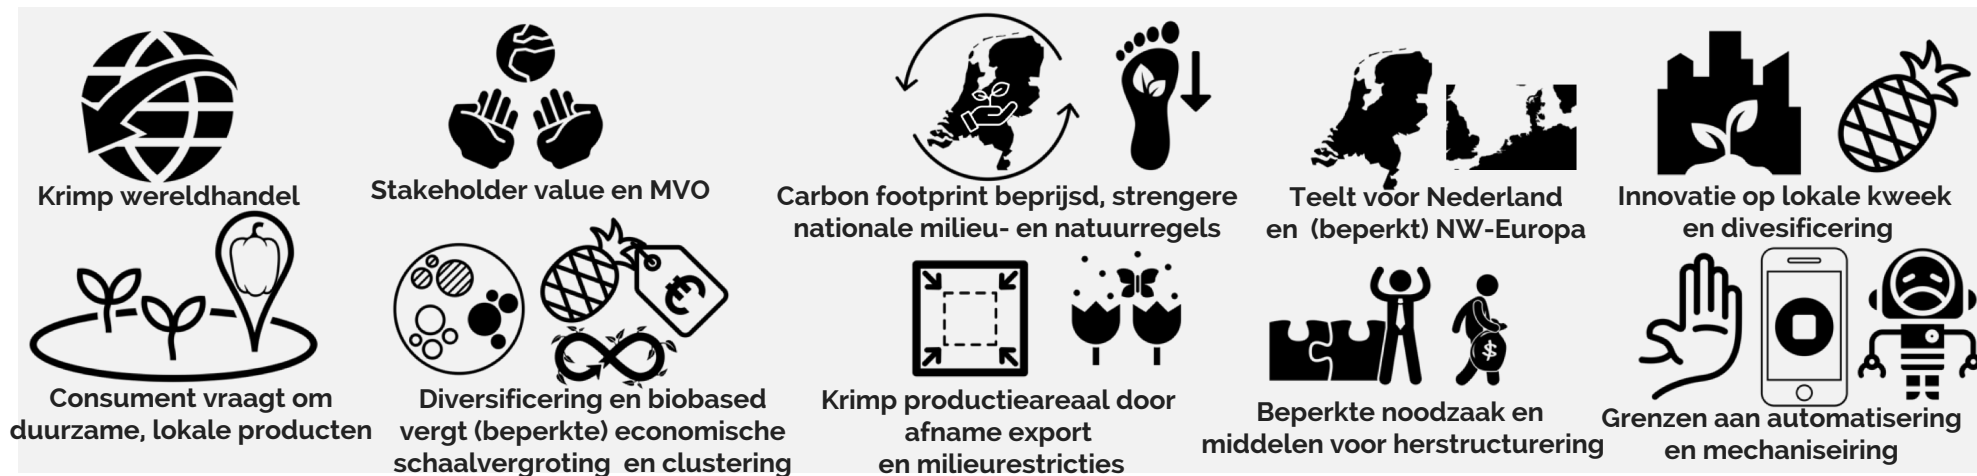 Krimp wereldhandel
Stakeholder value en MVO
Carbon footprint beprijsd, strengere
nationale milieu- en natuurregels
Teelt voor Nederland
en (beperkt) NW-Europa
Innovatie op lokale kweek
en divesificering
Consument vraagt om
duurzame, lokale producten
€
Diversificering en biobased
vergt (beperkte) economische
schaalvergroting en clustering
Krimp productieareaal door
afname export
en milieurestricties
$
Beperkte noodzaak en
middelen voor herstructurering
Grenzen aan automatisering
en mechaniseiring